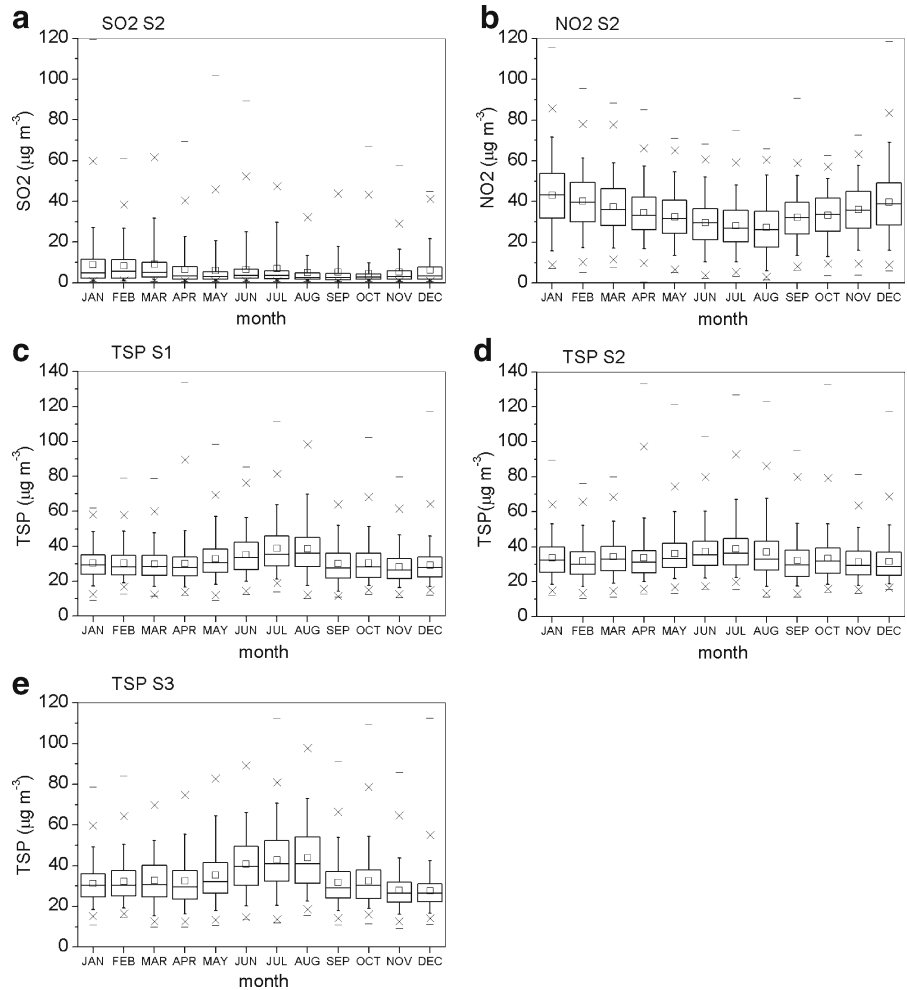 a SO2 S2
120
100
80
60
40
20
0
SO2 (μg m-3)
JAN FEB MAR APR MAY JUN JUL AUG SEP OCT NOV DEC
month
b NO2 S2
120
100
80
60
40
20
0
NO2 (μg m-3)
JAN FEB MAR APR MAY JUN JUL AUG SEP OCT NOV DEC
month
c TSP S1
140
120
100
80
60
40
20
0
TSP (μg m-3)
JAN FEB MAR APR MAY JUN JUL AUG SEP OCT NOV DEC
month
d TSP S2
140
120
100
80
60
40
20
0
TSP(μg m-3)
JAN FEB MAR APR MAY JUN JUL AUG SEP OCT NOV DEC
month
e TSP S3
120
100
80
60
40
20
0
TSP (μg m-3)
JAN FEB MAR APR MAY JUN JUL AUG SEP OCT NOV DEC
month